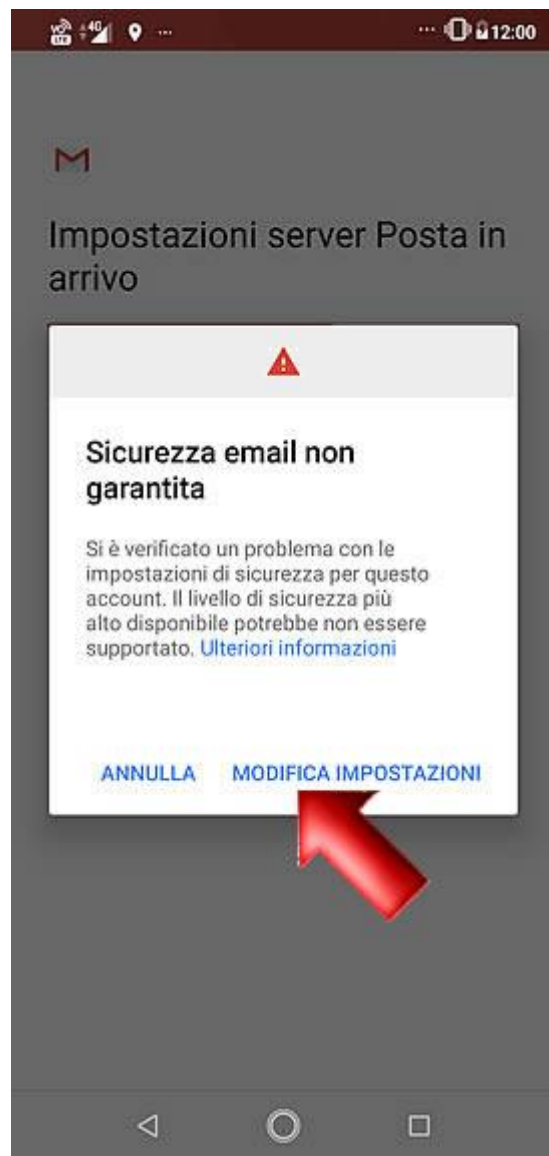 VoLTE 4G ... ... 12:00
Impostazioni server Posta in
arrivo
Sicurezza email non
garantita
Si è verificato un problema con le
impostazioni di sicurezza per questo
account. Il livello di sicurezza più
alto disponibile potrebbe non essere
supportato. Ulteriori informazioni
ANNULLA MODIFICA IMPOSTAZIONI